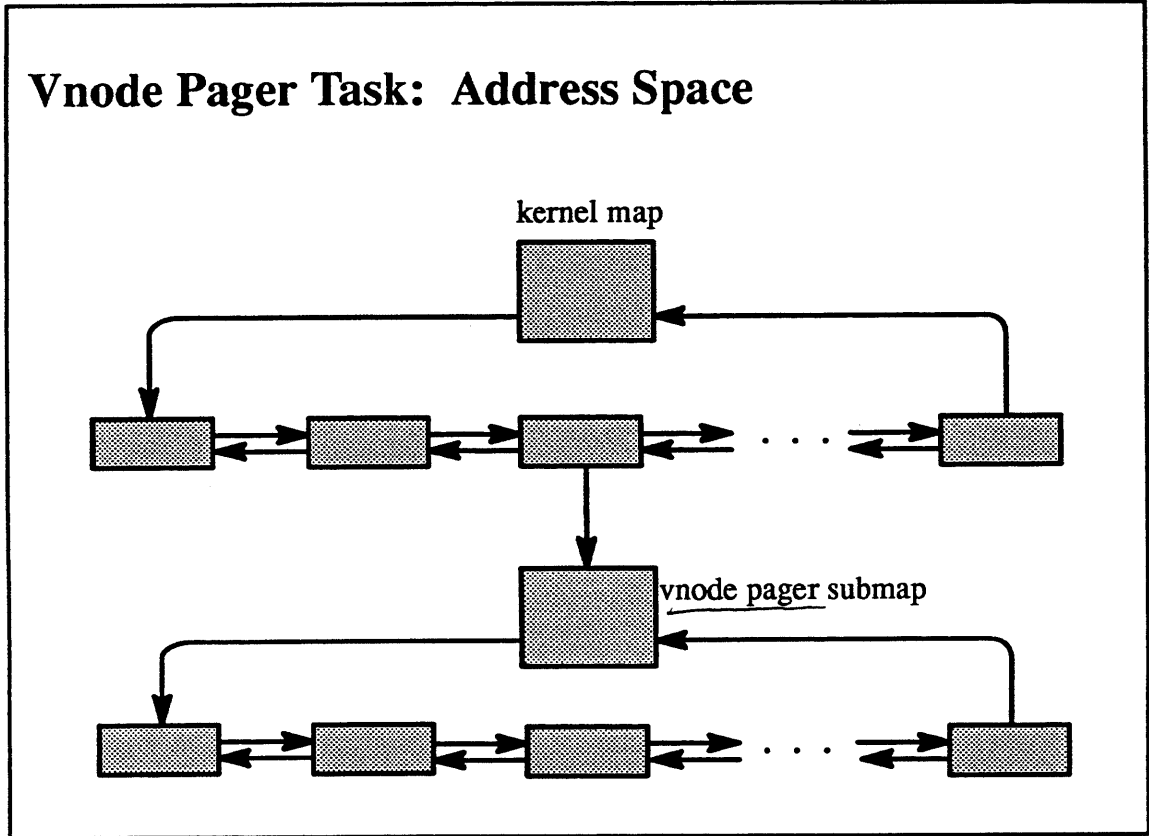 Vnode Pager Task: Address Space
kernel map
. . .
vnode pager submap
. . .